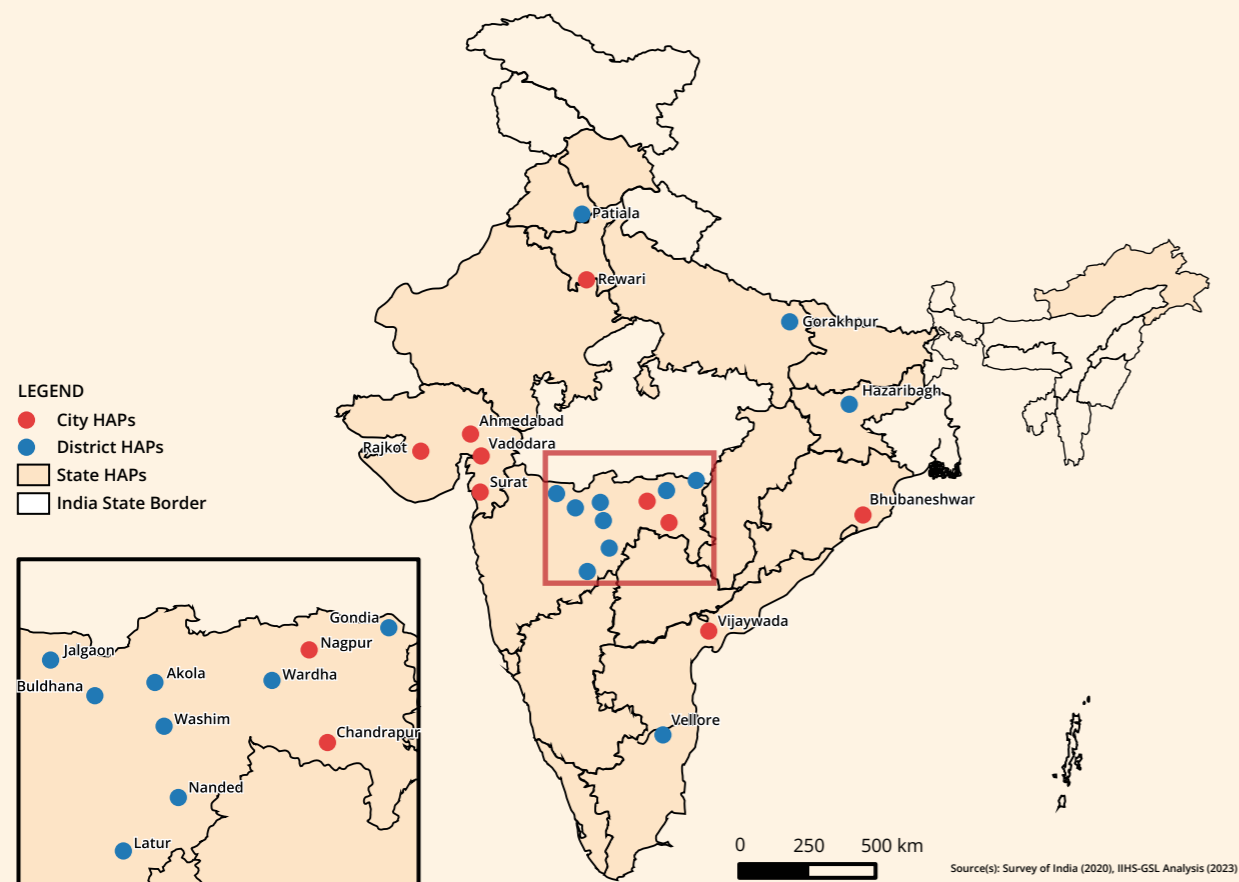 Patiala
Rewari
Gorakhpur
Hazaribagh
LEGEND
City HAPs
District HAPs
State HAPs
India State Border
Ahmedabad
Vadodara
Rajkot
Surat
Bhubaneshwar
Vijaywada
Vellore
Gondia
Nagpur
Jalgaon
Buldhana
Akola
Wardha
Washim
Chandrapur
Nanded
Latur
0 250 500 km
Source(s): Survey of India (2020), IIHS-GSL Analysis (2023)